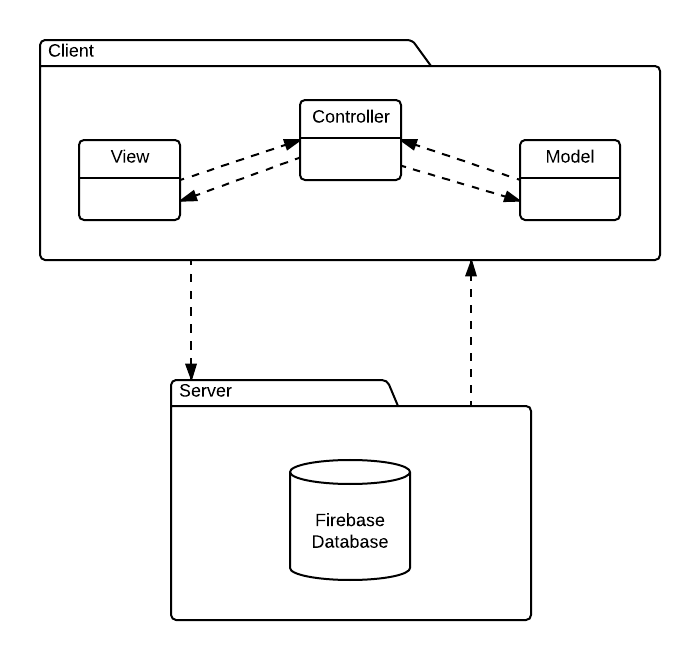 Client
Controller
View
Model
Server
Firebase
Database